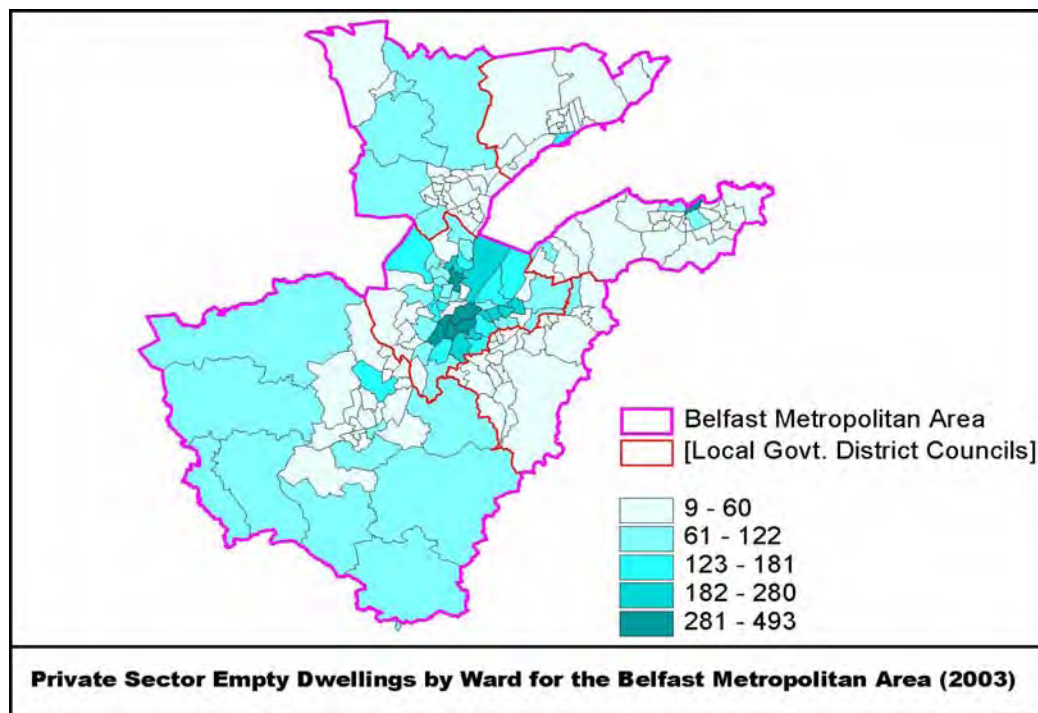 Belfast Metropolitan Area
[Local Govt. District Councils]
9 - 60
61 - 122
123 - 181
182 - 280
281 - 493
Private Sector Empty Dwellings by Ward for the Belfast Metropolitan Area (2003)